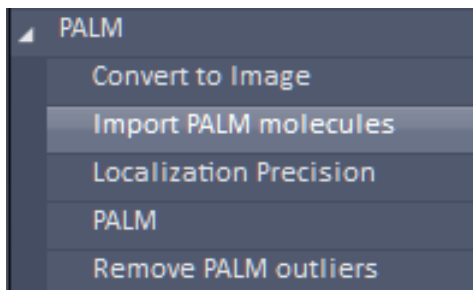 PALM
Convert to Image
Import PALM molecules
Localization Precision
PALM
Remove PALM outliers